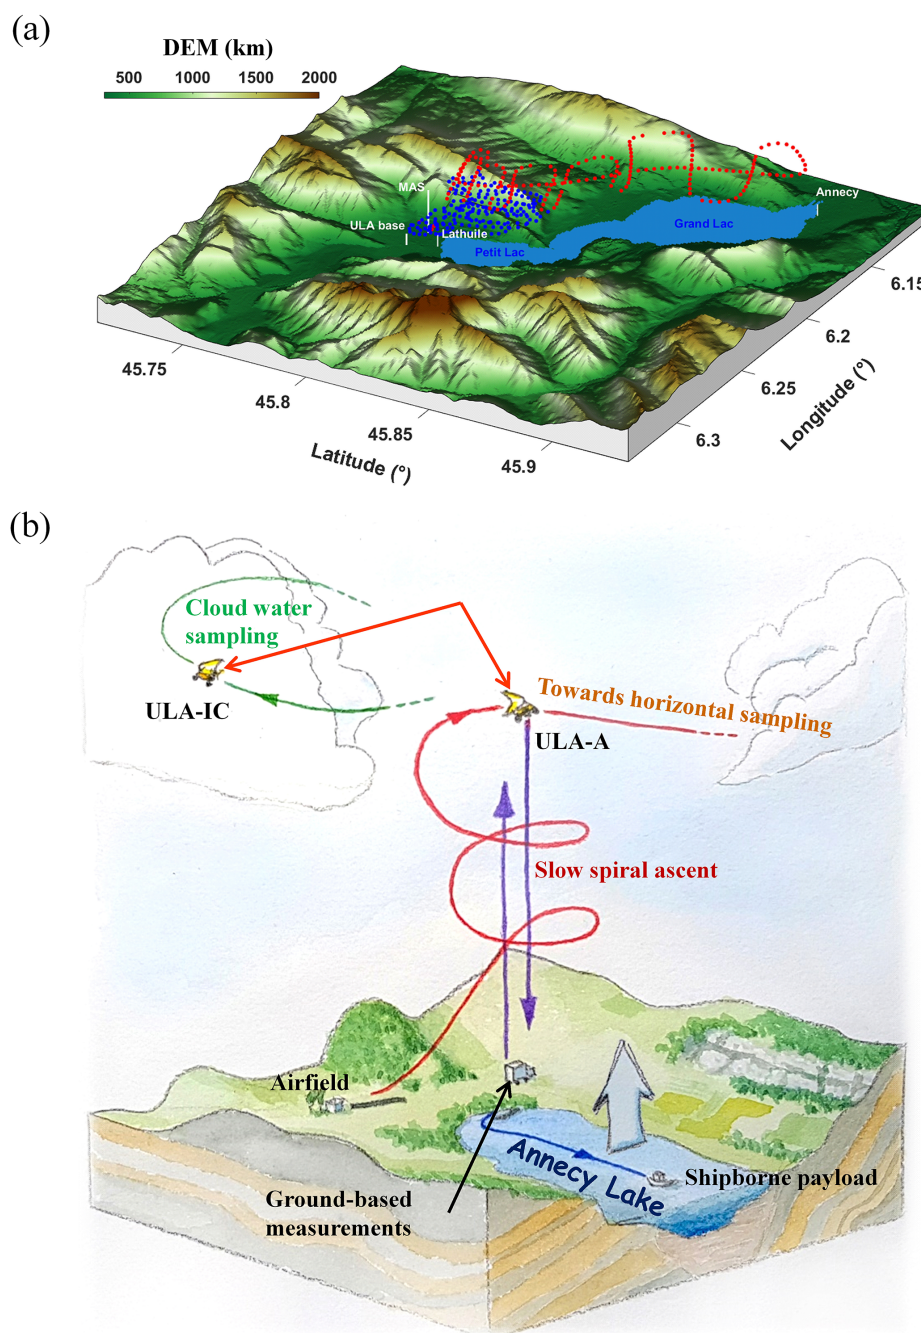 (a)
DEM (km)
500 1000 1500 2000
MAS
ULA base
Lathuile
Petit Lac
Grand Lac
Annecy
45.75
45.8
45.85
45.9
Latitude (°)
6.3
6.25
6.2
6.15
Longitude (°)
(b)
Cloud water
sampling
ULA-IC
Towards horizontal sampling
ULA-A
Slow spiral ascent
Airfield
Annecy Lake
Shipborne payload
Ground-based
measurements